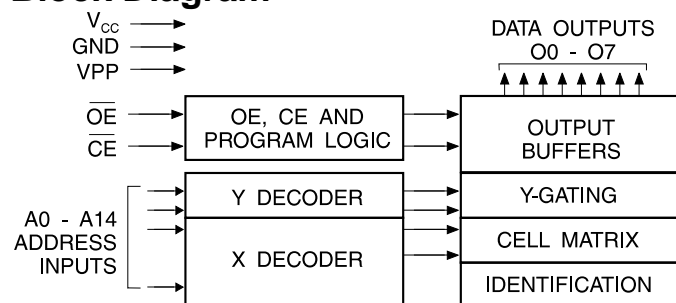 Block Diagram
VCC
GND
VPP
OE
CE
A0 - A14
ADDRESS
INPUTS
OE, CE AND
PROGRAM LOGIC
Y DECODER
X DECODER
DATA OUTPUTS
O0 - O7
OUTPUT
BUFFERS
Y-GATING
CELL MATRIX
IDENTIFICATION